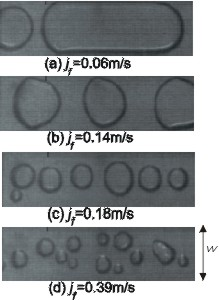 (a) j_f=0.06m/s
(b) j_f=0.14m/s
(c) j_f=0.18m/s
w
(d) j_f=0.39m/s